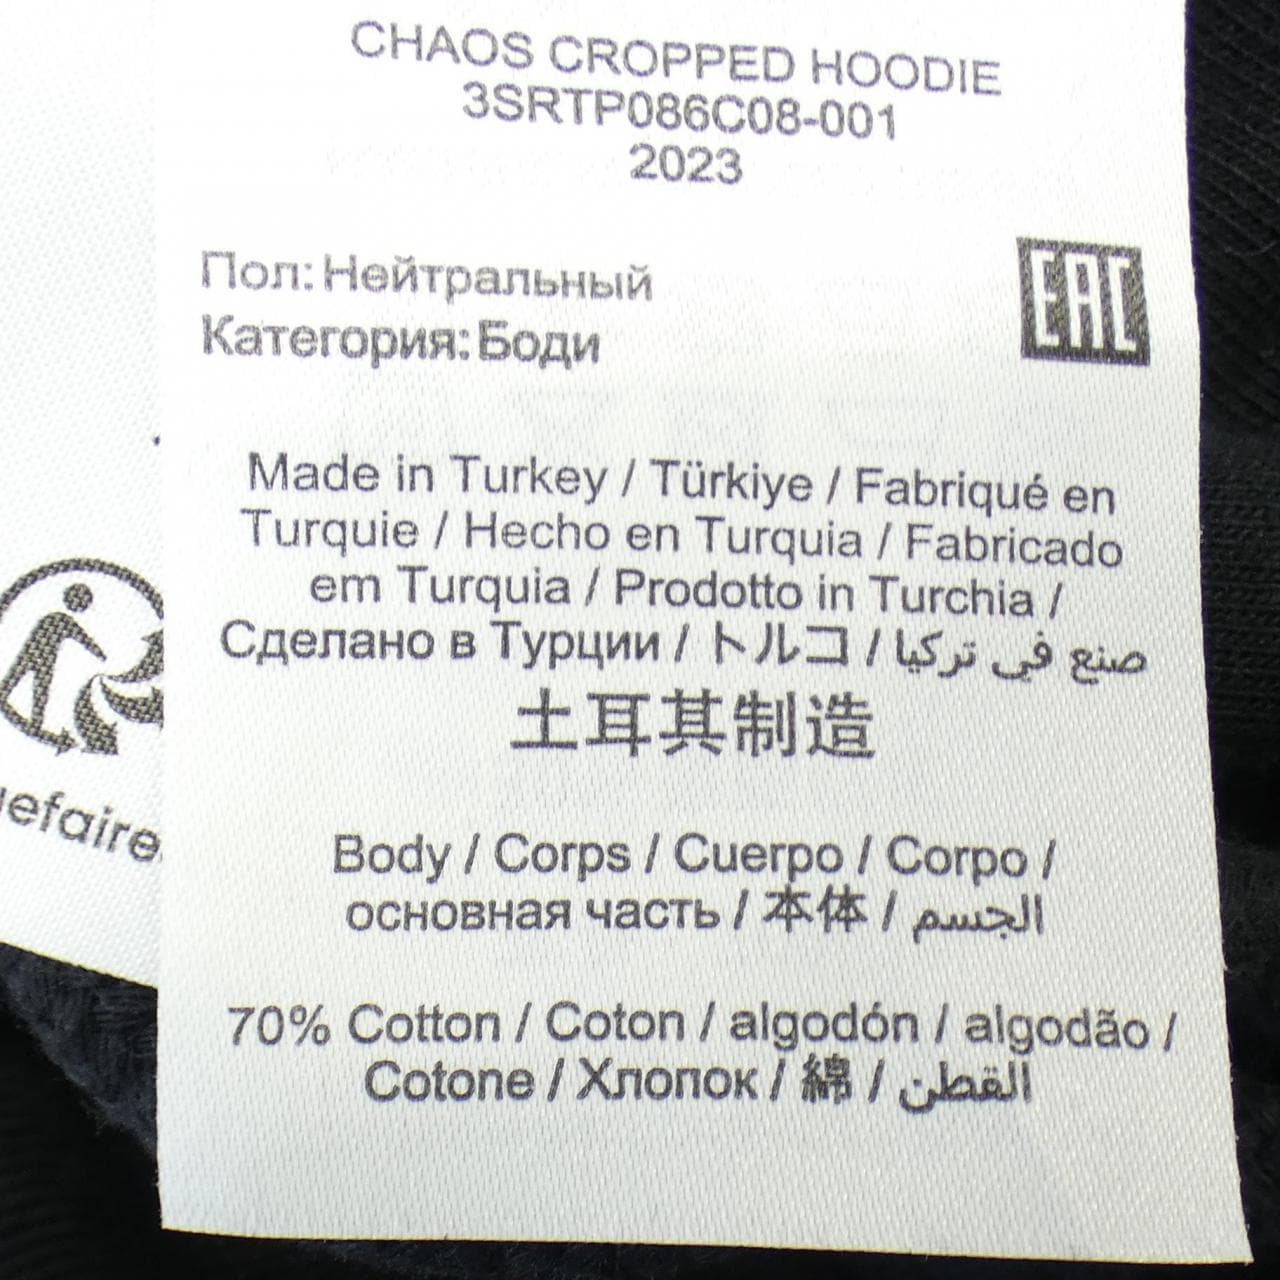 CHAOS CROPPED HOODIE
3SRTP086C08-001
2023
Пол: Нейтральный
Категория: Боди
EAC
Made in Turkey / Türkiye / Fabriqué en
Turquie / Hecho en Turquia / Fabricado
em Turquia / Prodotto in Turchia /
Сделано в Турции / トルコ / صنع في تركيا
土耳其制造
Body / Corps / Cuerpo / Corpo /
основная часть / 本体 / الجسم
70% Cotton / Coton / algodón / algodão /
Cotone / Хлопок / 綿 / القطن
efaire